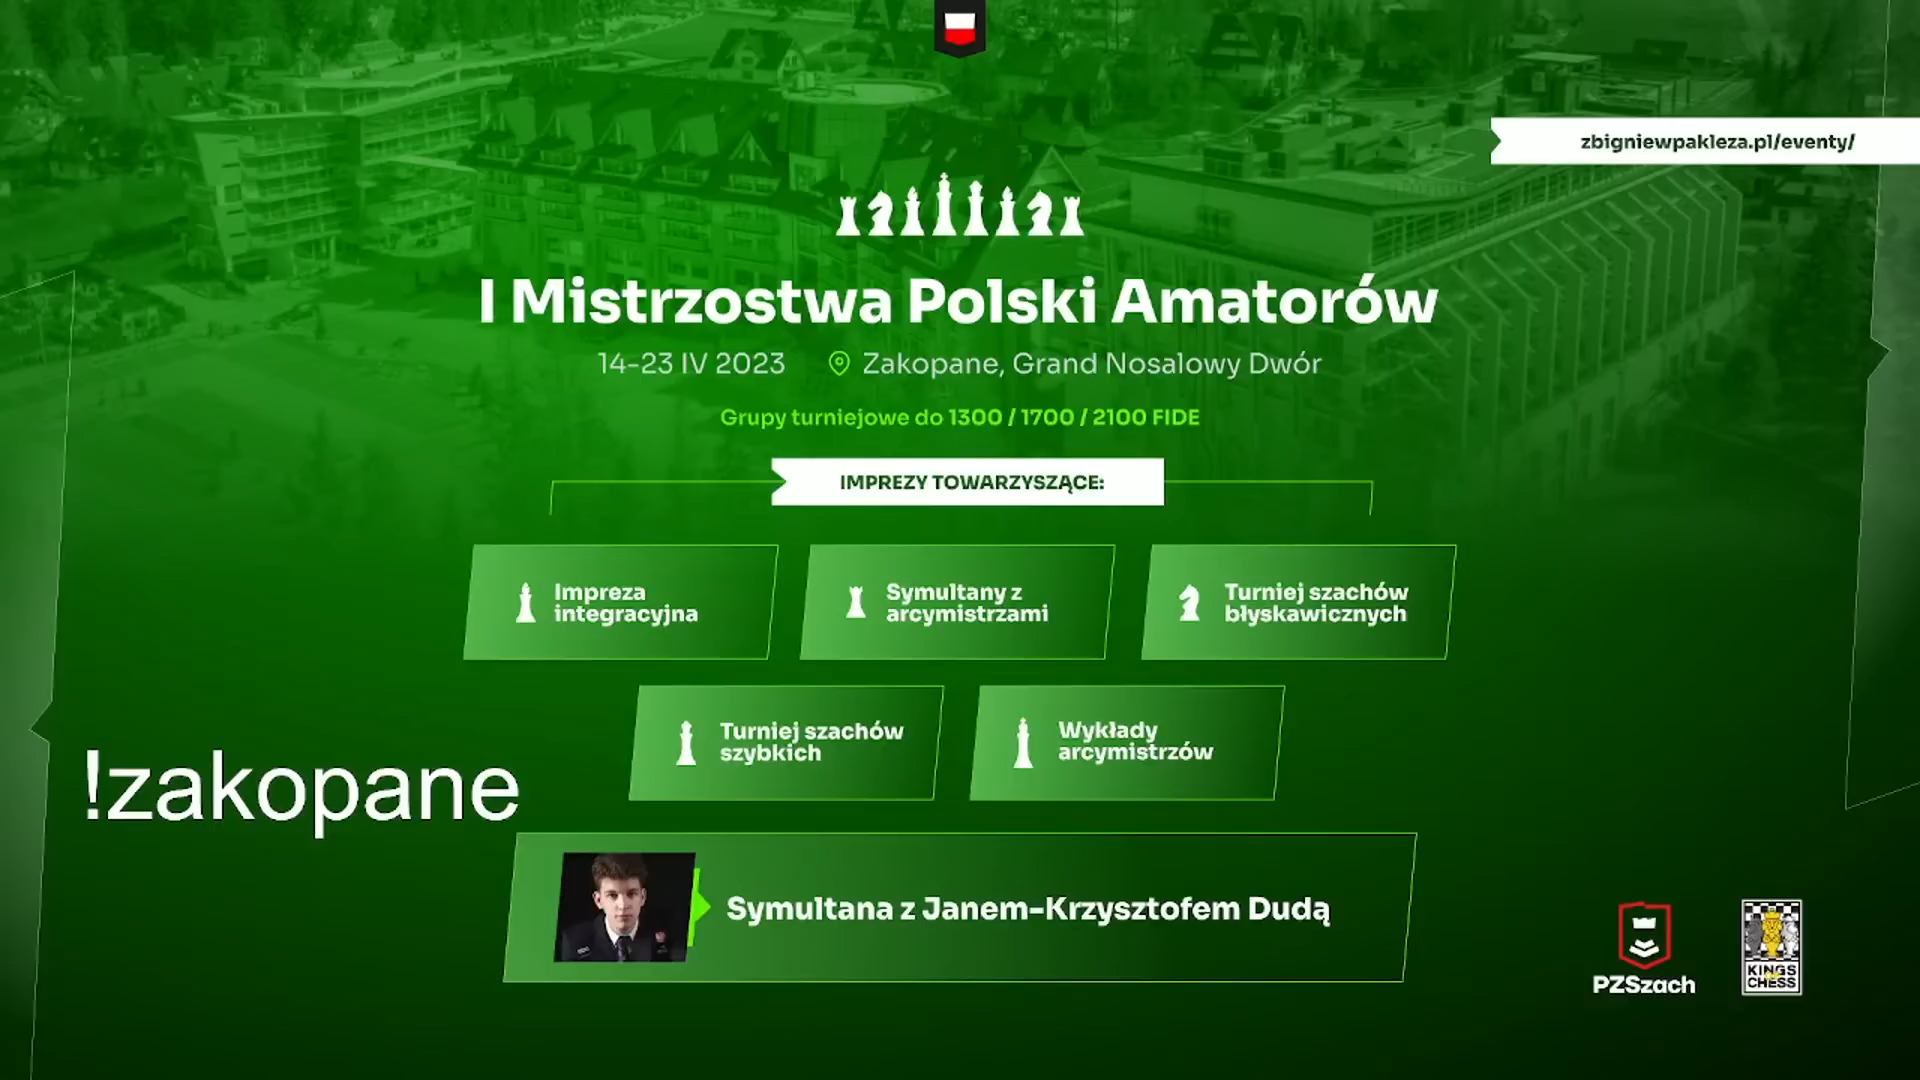 zbigniewpakleza.pl/eventy/
I Mistrzostwa Polski Amatorów
14-23 IV 2023 Zakopane, Grand Nosalowy Dwór
Grupy turniejowe do 1300 / 1700 / 2100 FIDE
IMPREZY TOWARZYSZĄCE:
Impreza
integracyjna
Symultany z
arcymistrzami
Turniej szachów
błyskawicznych
Turniej szachów
szybkich
Wykłady
arcymistrzów
!zakopane
Symultana z Janem-Krzysztofem Dudą
PZSzach
KINGS
CHESS